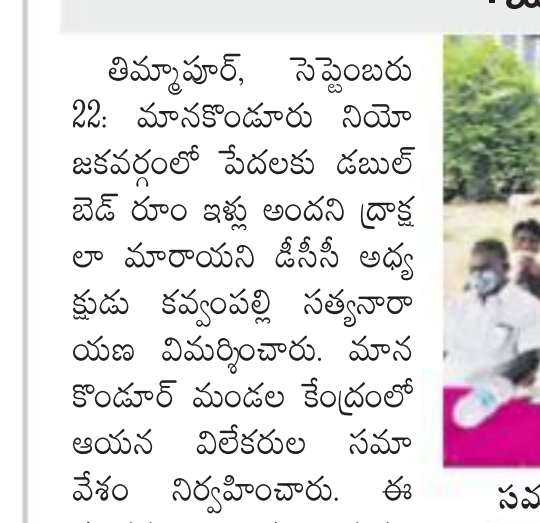 తిమ్మాపూర్, సెప్టెంబరు
22: మానకొండూరు నియో
జకవర్గంలో పేదలకు డబుల్
బెడ్ రూం ఇళ్లు అందని ద్రాక్ష
లా మారాయని డీసీసీ అధ్య
క్షుడు కవ్వంపల్లి సత్యనారా
యణ విమర్శించారు. మాన
కొండూర్ మండల కేంద్రంలో
ఆయన విలేకరుల సమా
వేశం నిర్వహించారు. ఈ